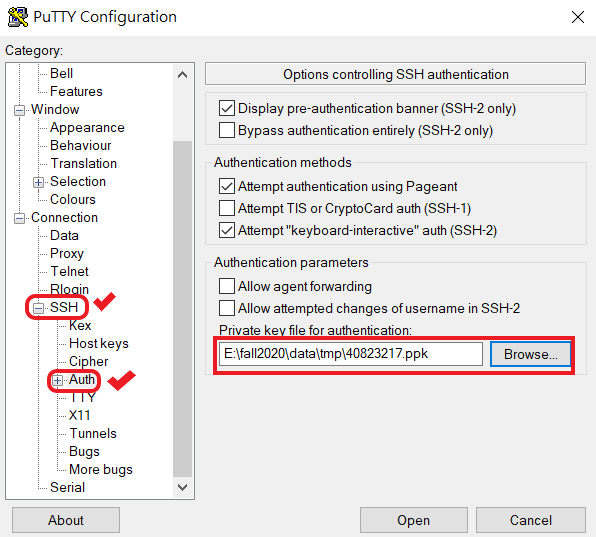 PuTTY Configuration
Category:
Bell
Features
Window
Appearance
Behaviour
Translation
Selection
Colours
Connection
Data
Proxy
Telnet
Rlogin
SSH
Kex
Host keys
Cipher
Auth
TTY
X11
Tunnels
Bugs
More bugs
Serial
Options controlling SSH authentication
Display pre-authentication banner (SSH-2 only)
Bypass authentication entirely (SSH-2 only)
Authentication methods
Attempt authentication using Pageant
Attempt TIS or CryptoCard auth (SSH-1)
Attempt "keyboard-interactive" auth (SSH-2)
Authentication parameters
Allow agent forwarding
Allow attempted changes of username in SSH-2
Private key file for authentication:
E:\fall2020\data\tmp\40823217.ppk Browse...
About Open Cancel